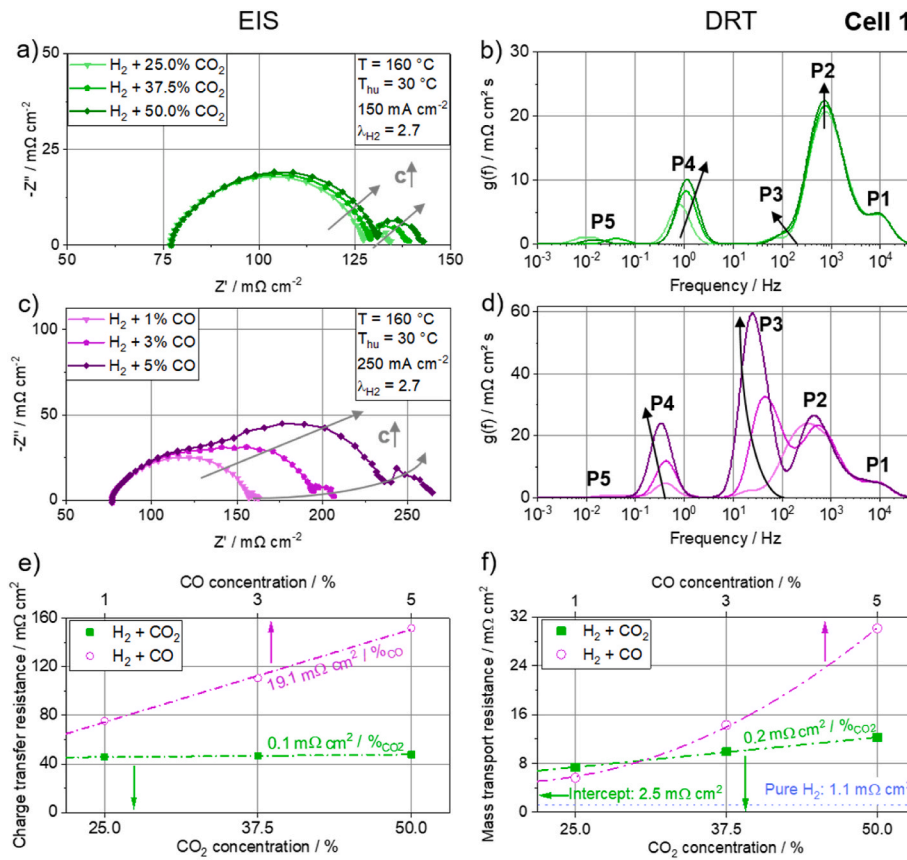 EIS DRT Cell 1
a)
-Z'' / mΩ cm⁻²
50
25
0
H₂ + 25.0% CO₂
H₂ + 37.5% CO₂
H₂ + 50.0% CO₂
T = 160 °C
Tₕᵤ = 30 °C
150 mA cm⁻²
λH2 = 2.7
c
50 75 100 125 150
Z' / mΩ cm⁻²
b)
g(f) / mΩ cm² s
30
20
10
0
P5 P4 P3 P2 P1
10⁻³ 10⁻² 10⁻¹ 10⁰ 10¹ 10² 10³ 10⁴
Frequency / Hz
c)
-Z'' / mΩ cm⁻²
100
50
0
H₂ + 1% CO
H₂ + 3% CO
H₂ + 5% CO
T = 160 °C
Tₕᵤ = 30 °C
250 mA cm⁻²
λH2 = 2.7
c
50 100 150 200 250
Z' / mΩ cm⁻²
d)
g(f) / mΩ cm² s
60
40
20
0
P5 P4 P3 P2 P1
10⁻³ 10⁻² 10⁻¹ 10⁰ 10¹ 10² 10³ 10⁴
Frequency / Hz
e)
CO concentration / %
1 3 5
Charge transfer resistance / mΩ cm²
160
120
80
40
0
H₂ + CO₂
H₂ + CO
19.1 mΩ cm² / %CO
0.1 mΩ cm² / %CO2
25.0 37.5 50.0
CO₂ concentration / %
f)
CO concentration / %
1 3 5
Mass transport resistance / mΩ cm²
32
24
16
8
0
H₂ + CO₂
H₂ + CO
0.2 mΩ cm² / %CO2
Intercept: 2.5 mΩ cm²
Pure H₂: 1.1 mΩ cm²
25.0 37.5 50.0
CO₂ concentration / %